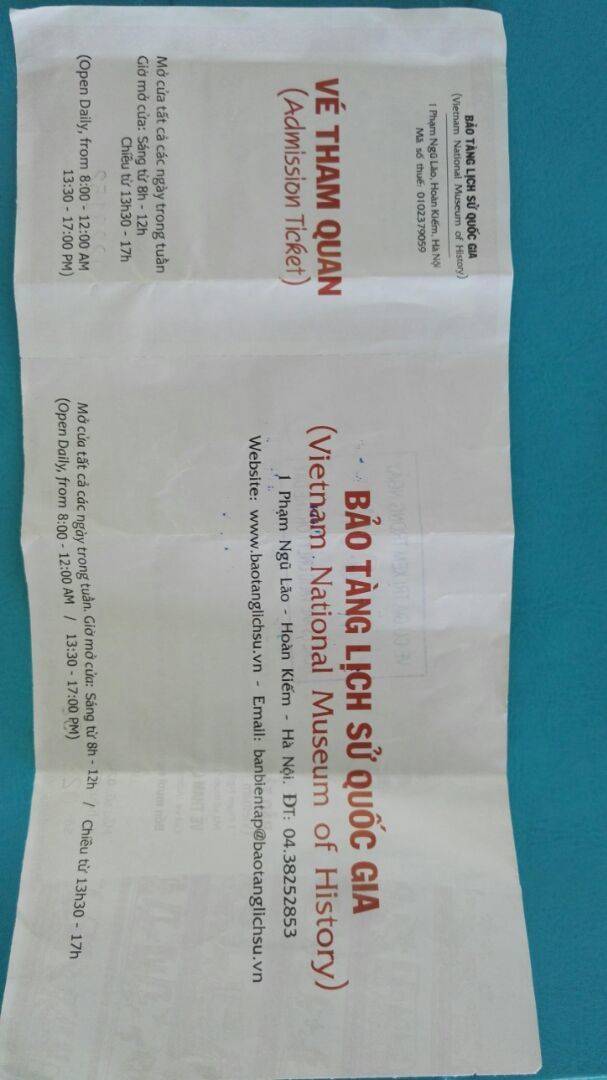 BẢO TÀNG LỊCH SỬ QUỐC GIA
(Vietnam National Museum of History)
1 Phạm Ngũ Lão, Hoàn Kiếm, Hà Nội
Mã số thuế: 0102379059
VÉ THAM QUAN
(Admission Ticket)
Mở cửa tất cả các ngày trong tuần
Giờ mở cửa: Sáng từ 8h - 12h
Chiều từ 13h30 - 17h
(Open Daily, from 8:00 - 12:00 AM
13:30 - 17:00 PM)
BẢO TÀNG LỊCH SỬ QUỐC GIA
(Vietnam National Museum of History)
1 Phạm Ngũ Lão - Hoàn Kiếm - Hà Nội. ĐT: 04.38252853
Website: www.baotanglichsu.vn - Email: banbientap@baotanglichsu.vn
Mở cửa tất cả các ngày trong tuần. Giờ mở cửa: Sáng từ 8h - 12h / Chiều từ 13h30 - 17h
(Open Daily, from 8:00 - 12:00 AM / 13:30 - 17:00 PM)